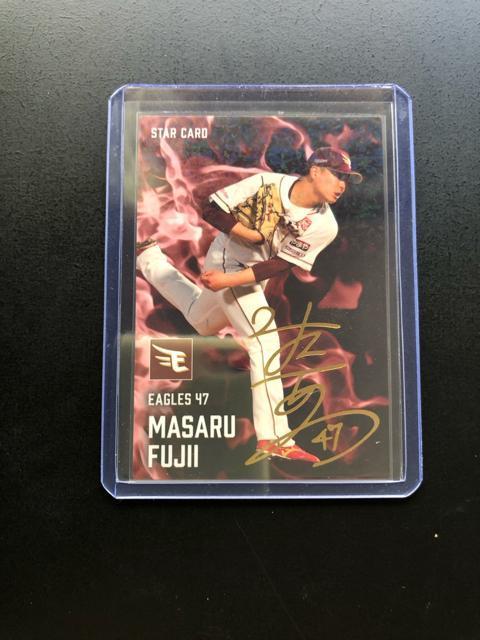 STAR CARD
EAGLES 47
MASARU
FUJII
47